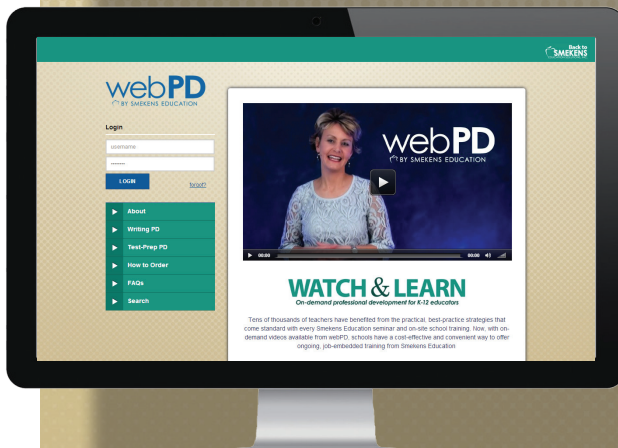 Back to
SMEKENS
webPD
BY SMEKENS EDUCATION
Login
username
••••••••
LOGIN
forgot?
About
Writing PD
Test-Prep PD
How to Order
FAQs
Search
webPD
BY SMEKENS EDUCATION
00:00
00:00
WATCH & LEARN
On-demand professional development for K-12 educators
Tens of thousands of teachers have benefited from the practical, best-practice strategies that
come standard with every Smekens Education seminar and on-site school training. Now, with on-
demand videos available from webPD, schools have a cost-effective and convenient way to offer
ongoing, job-embedded training from Smekens Education